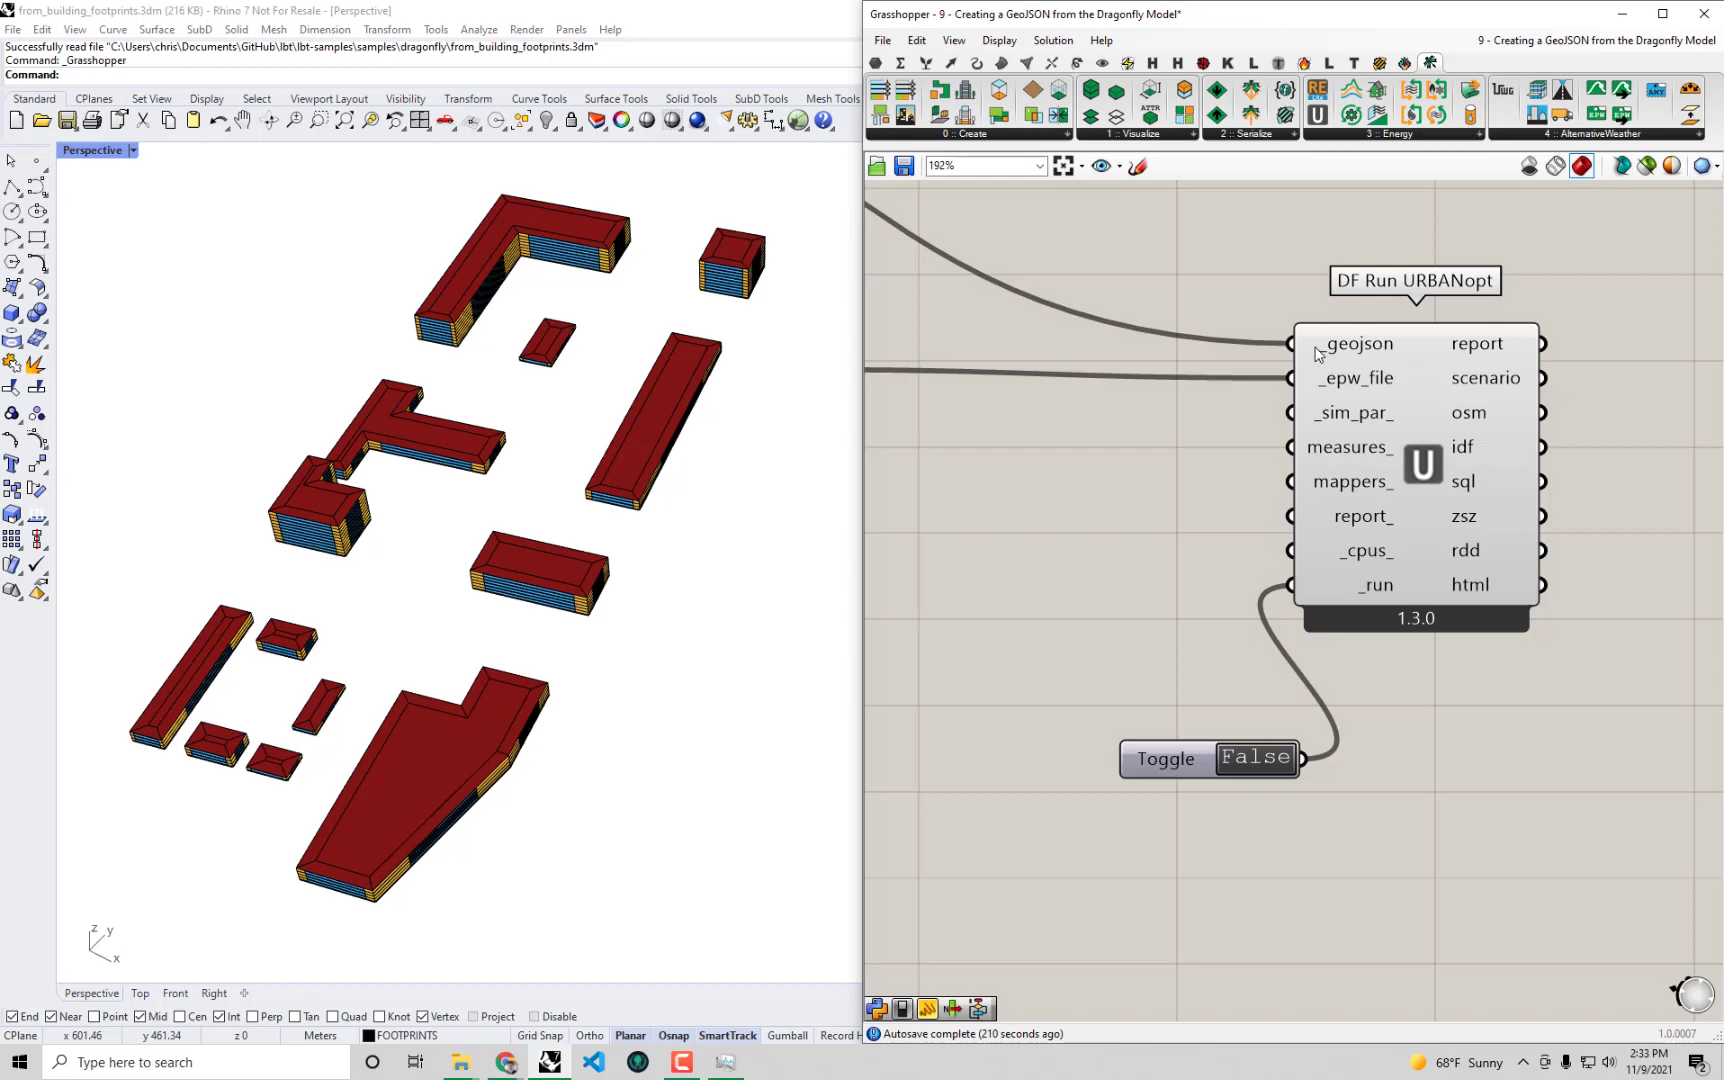 from_building_footprints.3dm (216 KB) - Rhino 7 Not For Resale - [Perspective]
File Edit View Curve Surface SubD Solid Mesh Dimension Transform Tools Analyze Render Panels Help
Successfully read file "C:\Users\chris\Documents\GitHub\lbt\lbt-samples\samples\dragonfly\from_building_footprints.3dm"
Command: _Grasshopper
Command:
Standard CPlanes Set View Display Select Viewport Layout Visibility Transform Curve Tools Surface Tools Solid Tools SubD Tools Mesh Tools
Perspective
z y
x
Perspective Top Front Right
End Near Point Mid Cen Int Perp Tan Quad Knot Vertex Project Disable
CPlane x 601.46 y 461.34 z 0 Meters FOOTPRINTS Grid Snap Ortho Planar Osnap SmartTrack Gumball Record H
Grasshopper - 9 - Creating a GeoJSON from the Dragonfly Model*
File Edit View Display Solution Help
9 - Creating a GeoJSON from the Dragonfly Model
0 :: Create 1 :: Visualize 2 :: Serialize 3 :: Energy 4 :: AlternativeWeather
192%
DF Run URBANopt
_geojson report
_epw_file scenario
_sim_par_ osm
measures_ idf
U
mappers_ sql
report_ zsz
_cpus_ rdd
_run html
1.3.0
Toggle False
Autosave complete (210 seconds ago)
1.0.0007
Type here to search
68°F Sunny
2:33 PM
11/9/2021
2